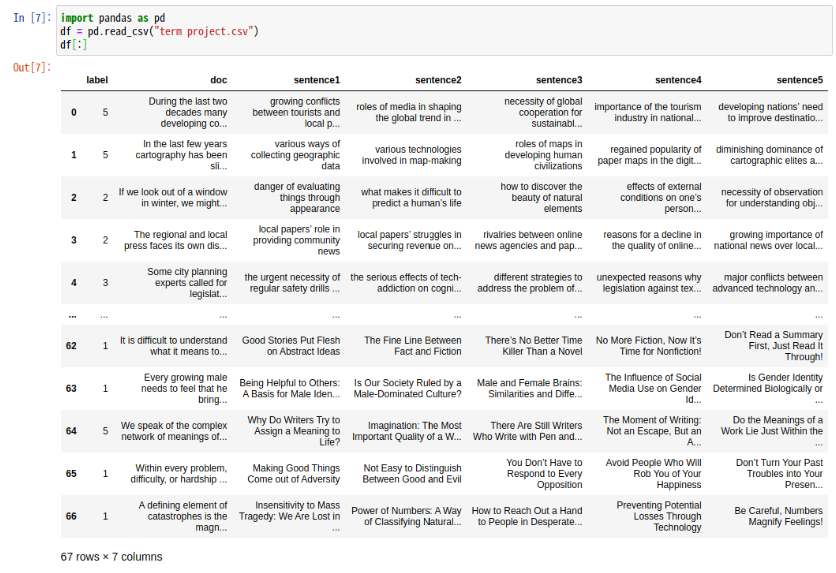 In [7]: import pandas as pd
df = pd.read_csv("term project.csv")
df[:]
Out[7]:
label doc sentence1 sentence2 sentence3 sentence4 sentence5
0 5 During the last two decades many developing co... growing conflicts between tourists and local p... roles of media in shaping the global trend in ... necessity of global cooperation for sustainabl... importance of the tourism industry in national... developing nations' need to improve destinatio...
1 5 In the last few years cartography has been sli... various ways of collecting geographic data various technologies involved in map-making roles of maps in developing human civilizations regained popularity of paper maps in the digit... diminishing dominance of cartographic elites a...
2 2 If we look out of a window in winter, we might... danger of evaluating things through appearance what makes it difficult to predict a human's life how to discover the beauty of natural elements effects of external conditions on one's person... necessity of observation for understanding obj...
3 2 The regional and local press faces its own dis... local papers' role in providing community news local papers' struggles in securing revenue on... rivalries between online news agencies and pap... reasons for a decline in the quality of online... growing importance of national news over local...
4 3 Some city planning experts called for legislat... the urgent necessity of regular safety drills ... the serious effects of tech-addiction on cogni... different strategies to address the problem of... unexpected reasons why legislation against tex... major conflicts between advanced technology an...
... ... ... ... ... ... ... ...
62 1 It is difficult to understand what it means to... Good Stories Put Flesh on Abstract Ideas The Fine Line Between Fact and Fiction There's No Better Time Killer Than a Novel No More Fiction, Now It's Time for Nonfiction! Don't Read a Summary First, Just Read It Through!
63 1 Every growing male needs to feel that he bring... Being Helpful to Others: A Basis for Male Iden... Is Our Society Ruled by a Male-Dominated Culture? Male and Female Brains: Similarities and Diffe... The Influence of Social Media Use on Gender Id... Is Gender Identity Determined Biologically or ...
64 5 We speak of the complex network of meanings of... Why Do Writers Try to Assign a Meaning to Life? Imagination: The Most Important Quality of a W... There Are Still Writers Who Write with Pen and... The Moment of Writing: Not an Escape, But an A... Do the Meanings of a Work Lie Just Within the ...
65 1 Within every problem, difficulty, or hardship ... Making Good Things Come out of Adversity Not Easy to Distinguish Between Good and Evil You Don't Have to Respond to Every Opposition Avoid People Who Will Rob You of Your Happiness Don't Turn Your Past Troubles into Your Presen...
66 1 A defining element of catastrophes is the magn... Insensitivity to Mass Tragedy: We Are Lost in ... Power of Numbers: A Way of Classifying Natural... How to Reach Out a Hand to People in Desperate... Preventing Potential Losses Through Technology Be Careful, Numbers Magnify Feelings!
67 rows × 7 columns